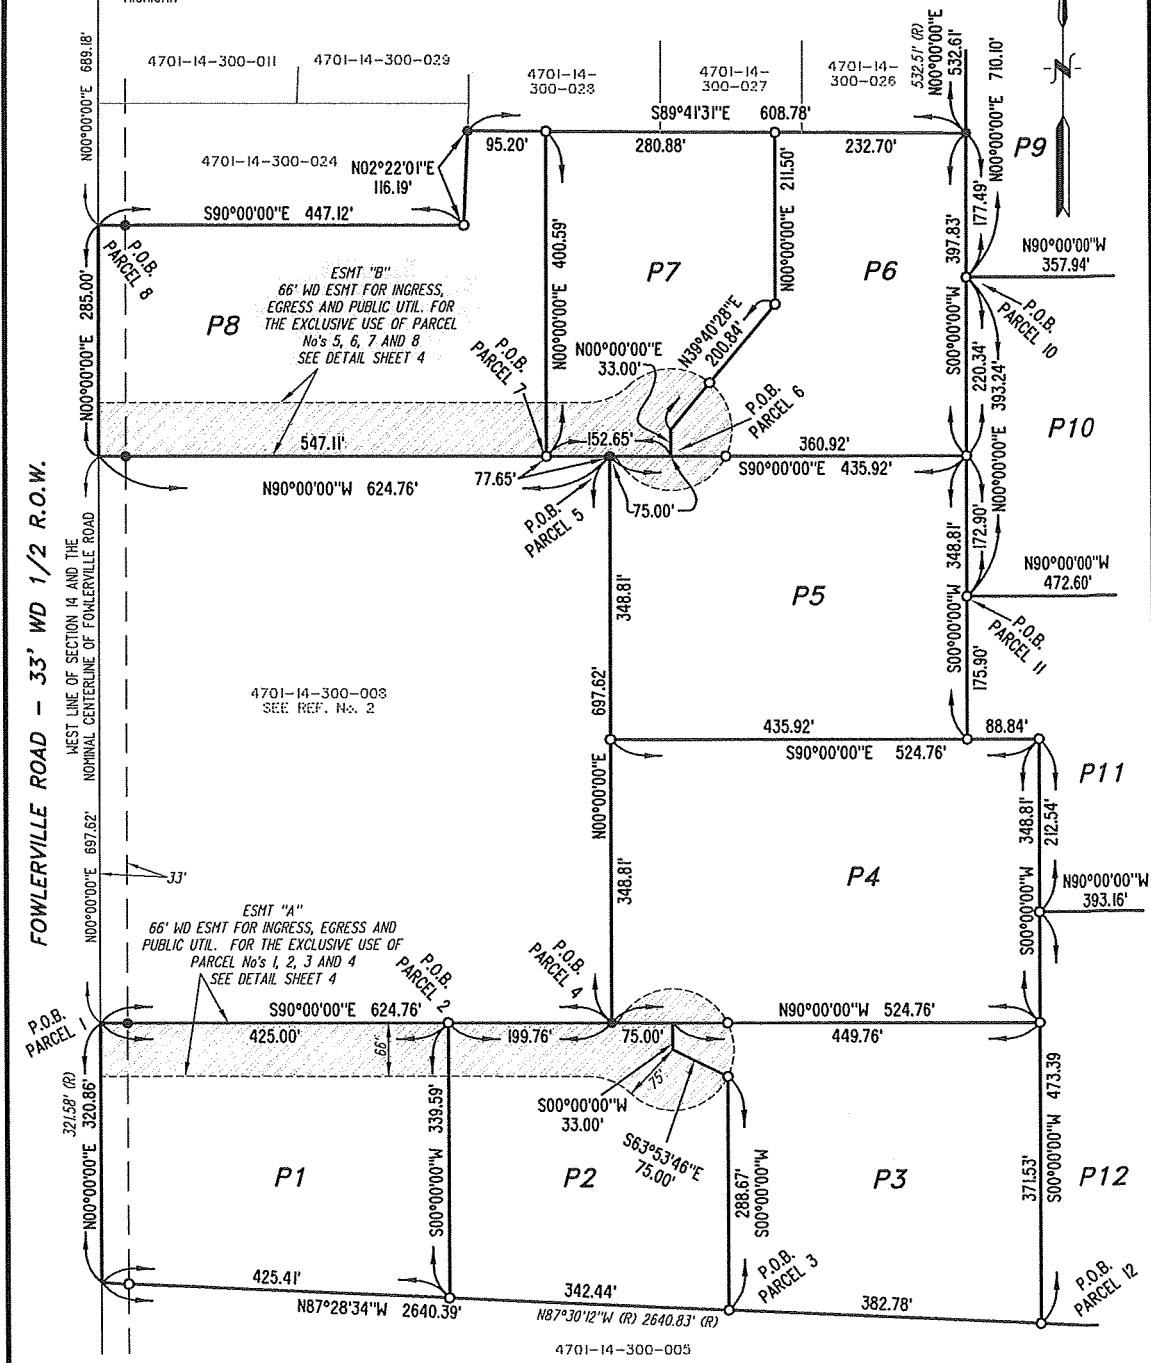 4701-14-300-011
4701-14-300-029
4701-14-
300-028
4701-14-
300-027
4701-14-
300-026
532.51' (R)
N00°00'00"E
532.61'
N00°00'00"E 710.10'
N00°00'00"E 689.18'
S89°41'31"E 608.78'
95.20'
280.88'
232.70'
P9
4701-14-300-024
N02°22'01"E
116.19'
S90°00'00"E 447.12'
P.O.B.
PARCEL 8
N00°00'00"E 285.00'
P8
ESMT "B"
66' WD ESMT FOR INGRESS,
EGRESS AND PUBLIC UTIL. FOR
THE EXCLUSIVE USE OF PARCEL
No's 5, 6, 7 AND 8
SEE DETAIL SHEET 4
N00°00'00"E 400.59'
P7
N00°00'00"E 211.50'
P6
S00°00'00"W 397.83'
177.49'
N90°00'00"W
357.94'
P.O.B.
PARCEL 10
N39°40'28"E
200.84'
N00°00'00"E
33.00'
P.O.B.
PARCEL 7
P.O.B.
PARCEL 6
220.34'
N00°00'00"E 393.24'
P10
547.11'
152.65'
360.92'
N90°00'00"W 624.76'
77.65'
S90°00'00"E 435.92'
75.00'
P.O.B.
PARCEL 5
FOWLERVILLE ROAD - 33' WD 1/2 R.O.W.
WEST LINE OF SECTION 14 AND THE
NOMINAL CENTERLINE OF FOWLERVILLE ROAD
348.81'
P5
S00°00'00"W 348.81'
172.90'
N90°00'00"W
472.60'
P.O.B.
PARCEL 11
175.90'
4701-14-300-008
SEE REF. No. 2
N00°00'00"E 697.62'
435.92'
88.84'
S90°00'00"E 524.76'
P11
N00°00'00"E 697.62'
33'
348.81'
P4
S00°00'00"W 348.81'
212.54'
N90°00'00"W
393.16'
ESMT "A"
66' WD ESMT FOR INGRESS, EGRESS AND
PUBLIC UTIL. FOR THE EXCLUSIVE USE OF
PARCEL No's 1, 2, 3 AND 4
SEE DETAIL SHEET 4
P.O.B.
PARCEL 2
P.O.B.
PARCEL 4
P.O.B.
PARCEL 1
S90°00'00"E 624.76'
N90°00'00"W 524.76'
425.00'
66'
199.76'
75.00'
449.76'
75'
S00°00'00"W
33.00'
S63°53'46"E
75.00'
321.58' (R)
N00°00'00"E 320.86'
P1
S00°00'00"W 339.59'
P2
288.67'
S00°00'00"W
P3
371.53'
S00°00'00"W 473.39
P12
P.O.B.
PARCEL 3
P.O.B.
PARCEL 12
425.41'
342.44'
382.78'
N87°28'34"W 2640.39'
N87°30'12"W (R) 2640.83' (R)
4701-14-300-005